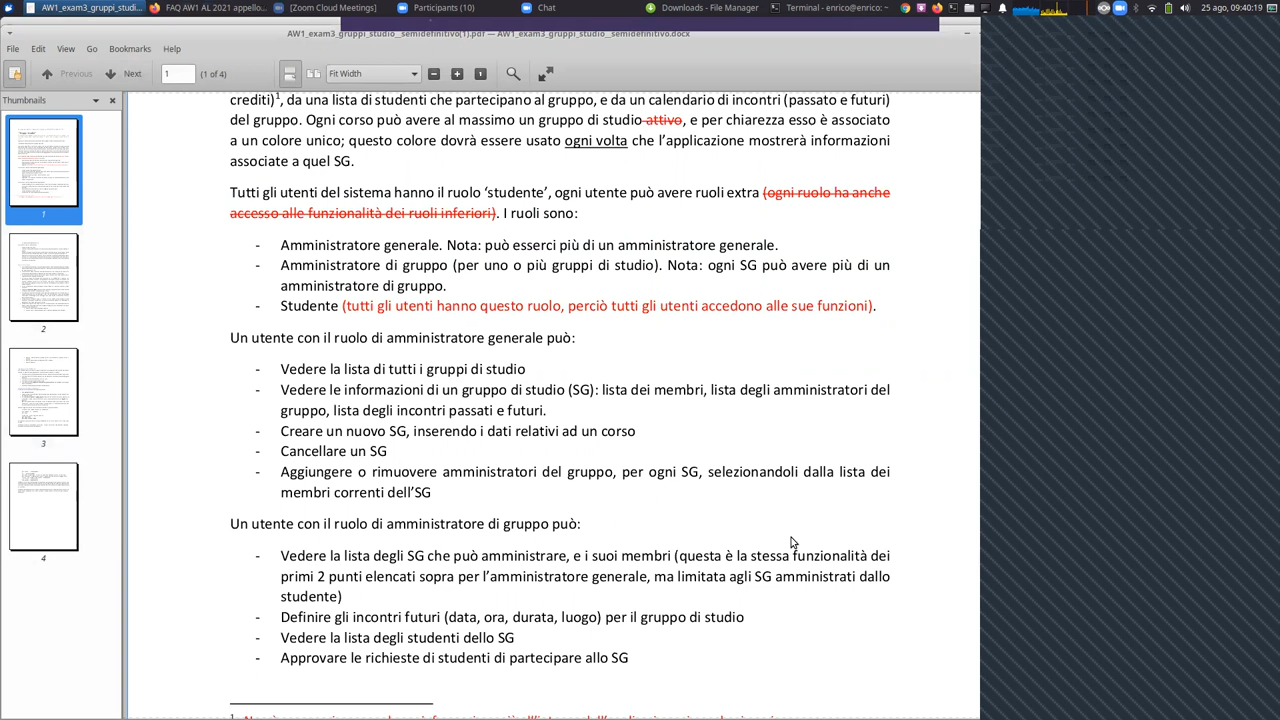 AW1_exam3_gruppi_studi...
FAQ AW1 AL 2021 appello...
[Zoom Cloud Meetings]
Participants (10)
Chat
Downloads - File Manager
Terminal - enrico@enrico: ~
25 ago, 09:40:19
AW1_exam3_gruppi_studio__semidefinitivo(1).pdf — AW1_exam3_gruppi_studio__semidefinitivo.docx
File Edit View Go Bookmarks Help
Previous Next 1 (1 of 4) Fit Width
Thumbnails
1
2
3
4
crediti)1, da una lista di studenti che partecipano al gruppo, e da un calendario di incontri (passato e futuri)
del gruppo. Ogni corso può avere al massimo un gruppo di studio attivo, e per chiarezza esso è associato
a un colore unico; questo colore dovrà essere usato ogni volta che l'applicazione mostrerà informazioni
associate a quel SG.
Tutti gli utenti del sistema hanno il ruolo 'studente', ogni utente può avere ruoli extra (ogni ruolo ha anche
accesso alle funzionalità dei ruoli inferiori). I ruoli sono:
- Amministratore generale. Nota: può esserci più di un amministratore generale.
- Amministratore di gruppo (per uno o più gruppi di studio). Nota: ogni SG può avere più di un
amministratore di gruppo.
- Studente (tutti gli utenti hanno questo ruolo, perciò tutti gli utenti accedono alle sue funzioni).
Un utente con il ruolo di amministratore generale può:
- Vedere la lista di tutti i gruppi di studio
- Vedere le informazioni di un gruppo di studio (SG): lista dei membri, lista degli amministratori del
gruppo, lista degli incontri passati e futuri.
- Creare un nuovo SG, inserendo i dati relativi ad un corso
- Cancellare un SG
- Aggiungere o rimuovere amministratori del gruppo, per ogni SG, selezionandoli dalla lista dei
membri correnti dell'SG
Un utente con il ruolo di amministratore di gruppo può:
- Vedere la lista degli SG che può amministrare, e i suoi membri (questa è la stessa funzionalità dei
primi 2 punti elencati sopra per l'amministratore generale, ma limitata agli SG amministrati dallo
studente)
- Definire gli incontri futuri (data, ora, durata, luogo) per il gruppo di studio
- Vedere la lista degli studenti dello SG
- Approvare le richieste di studenti di partecipare allo SG
1